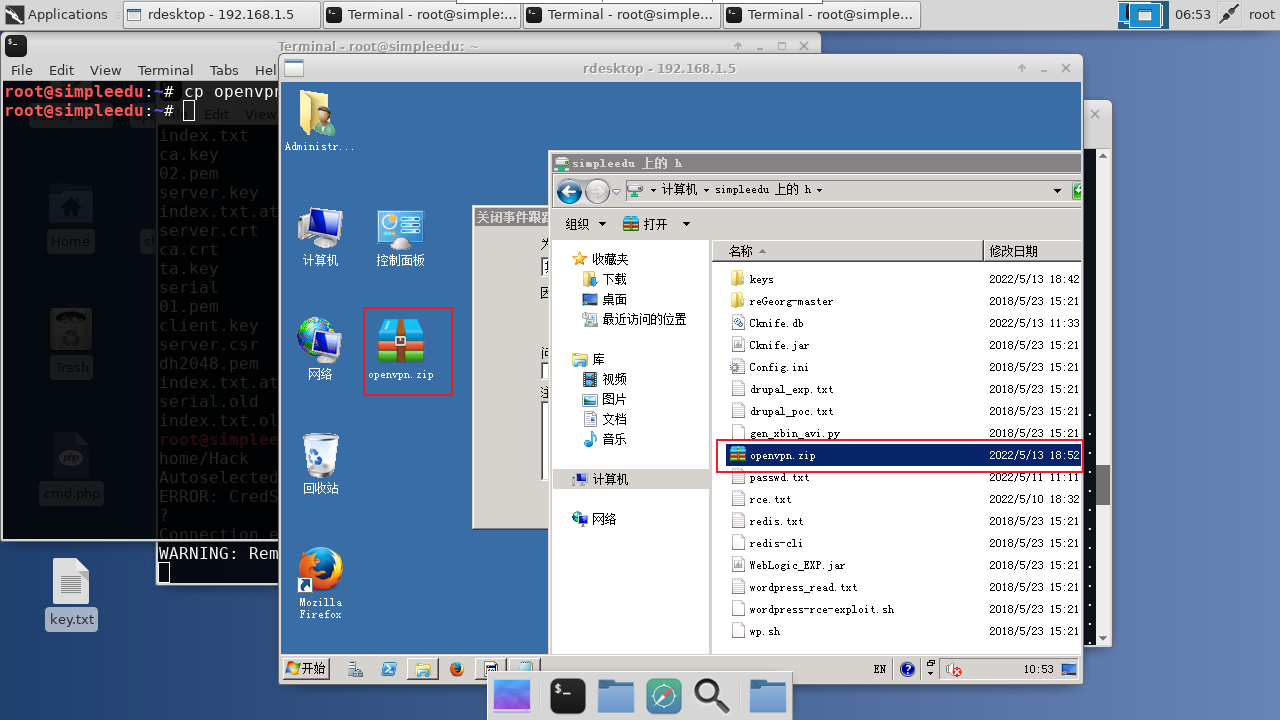 Applications
rdesktop - 192.168.1.5
Terminal - root@simple:...
Terminal - root@simplee...
Terminal - root@simplee...
06:53
root
Terminal - root@simpleedu: ~
File Edit View Terminal Tabs Hel
root@simpleedu:~# cp openvpn
root@simpleedu:~#
Edit View
index.txt
ca.key
02.pem
server.key
index.txt.at
server.crt
ca.crt
ta.key
serial
01.pem
client.key
server.csr
dh2048.pem
index.txt.at
serial.old
index.txt.ol
root@simplee
home/Hack
Autoselected
ERROR: CredS
?
Connection e
WARNING: Rem
Home
Trash
cmd.php
key.txt
rdesktop - 192.168.1.5
Administr...
计算机
控制面板
网络
openvpn.zip
回收站
Mozilla
Firefox
关闭事件跟踪
simpleedu 上的 h
计算机
simpleedu 上的 h
组织
打开
收藏夹
下载
桌面
最近访问的位置
库
视频
图片
文档
音乐
计算机
网络
名称 修改日期
keys 2022/5/13 18:42
reGeorg-master 2018/5/23 15:21
Cknife.db 2022/5/13 11:33
Cknife.jar 2018/5/23 15:21
Config.ini 2018/5/23 15:21
drupal_exp.txt 2018/5/23 15:21
drupal_poc.txt 2018/5/23 15:21
gen_xbin_avi.py 2018/5/23 15:21
openvpn.zip 2022/5/13 18:52
passwd.txt 2022/5/11 11:11
rce.txt 2022/5/10 18:32
redis.txt 2018/5/23 15:21
redis-cli 2018/5/23 15:21
WebLogic_EXP.jar 2018/5/23 15:21
wordpress_read.txt 2018/5/23 15:21
wordpress-rce-exploit.sh 2018/5/23 15:21
wp.sh 2018/5/23 15:21
开始
EN
10:53